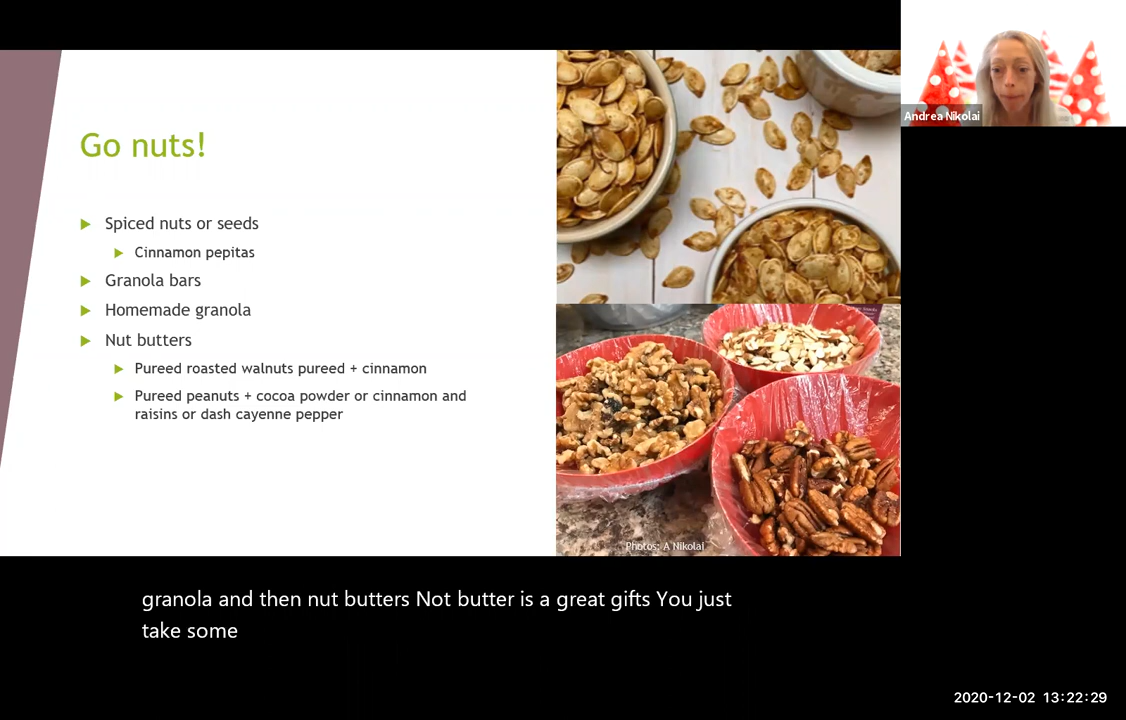 Andrea Nikolai
Go nuts!
Spiced nuts or seeds
Cinnamon pepitas
Granola bars
Homemade granola
Nut butters
Pureed roasted walnuts pureed + cinnamon
Pureed peanuts + cocoa powder or cinnamon and
raisins or dash cayenne pepper
Photos: A Nikolai
granola and then nut butters Not butter is a great gifts You just
take some
2020-12-02 13:22:29